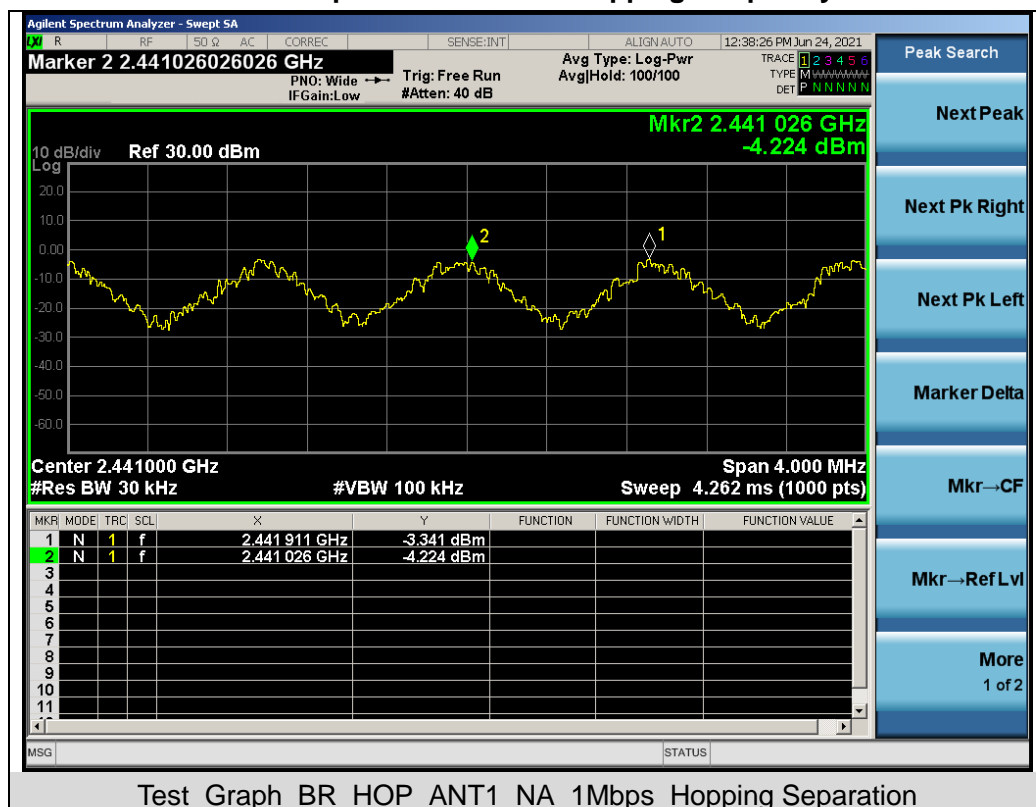 Agilent Spectrum Analyzer - Swept SA
LXI R RF 50 Ω AC CORREC SENSE:INT ALIGN AUTO 12:38:26 PM Jun 24, 2021
Marker 2 2.441026026026 GHz
PNO: Wide
IFGain:Low
Trig: Free Run
#Atten: 40 dB
Avg Type: Log-Pwr
Avg|Hold: 100/100
TRACE 1 2 3 4 5 6
TYPE M
DET P N N N N N
Peak Search
Mkr2 2.441 026 GHz
-4.224 dBm
10 dB/div Ref 30.00 dBm
Log
20.0
10.0
0.00
-10.0
-20.0
-30.0
-40.0
-50.0
-60.0
2
1
Center 2.441000 GHz Span 4.000 MHz
#Res BW 30 kHz #VBW 100 kHz Sweep 4.262 ms (1000 pts)
MKR MODE TRC SCL X Y FUNCTION FUNCTION WIDTH FUNCTION VALUE
1 N 1 f 2.441 911 GHz -3.341 dBm
2 N 1 f 2.441 026 GHz -4.224 dBm
3
4
5
6
7
8
9
10
11
MSG STATUS
Next Peak
Next Pk Right
Next Pk Left
Marker Delta
Mkr→CF
Mkr→Ref Lvl
More
1 of 2
Test_Graph_BR_HOP_ANT1_NA_1Mbps_Hopping Separation